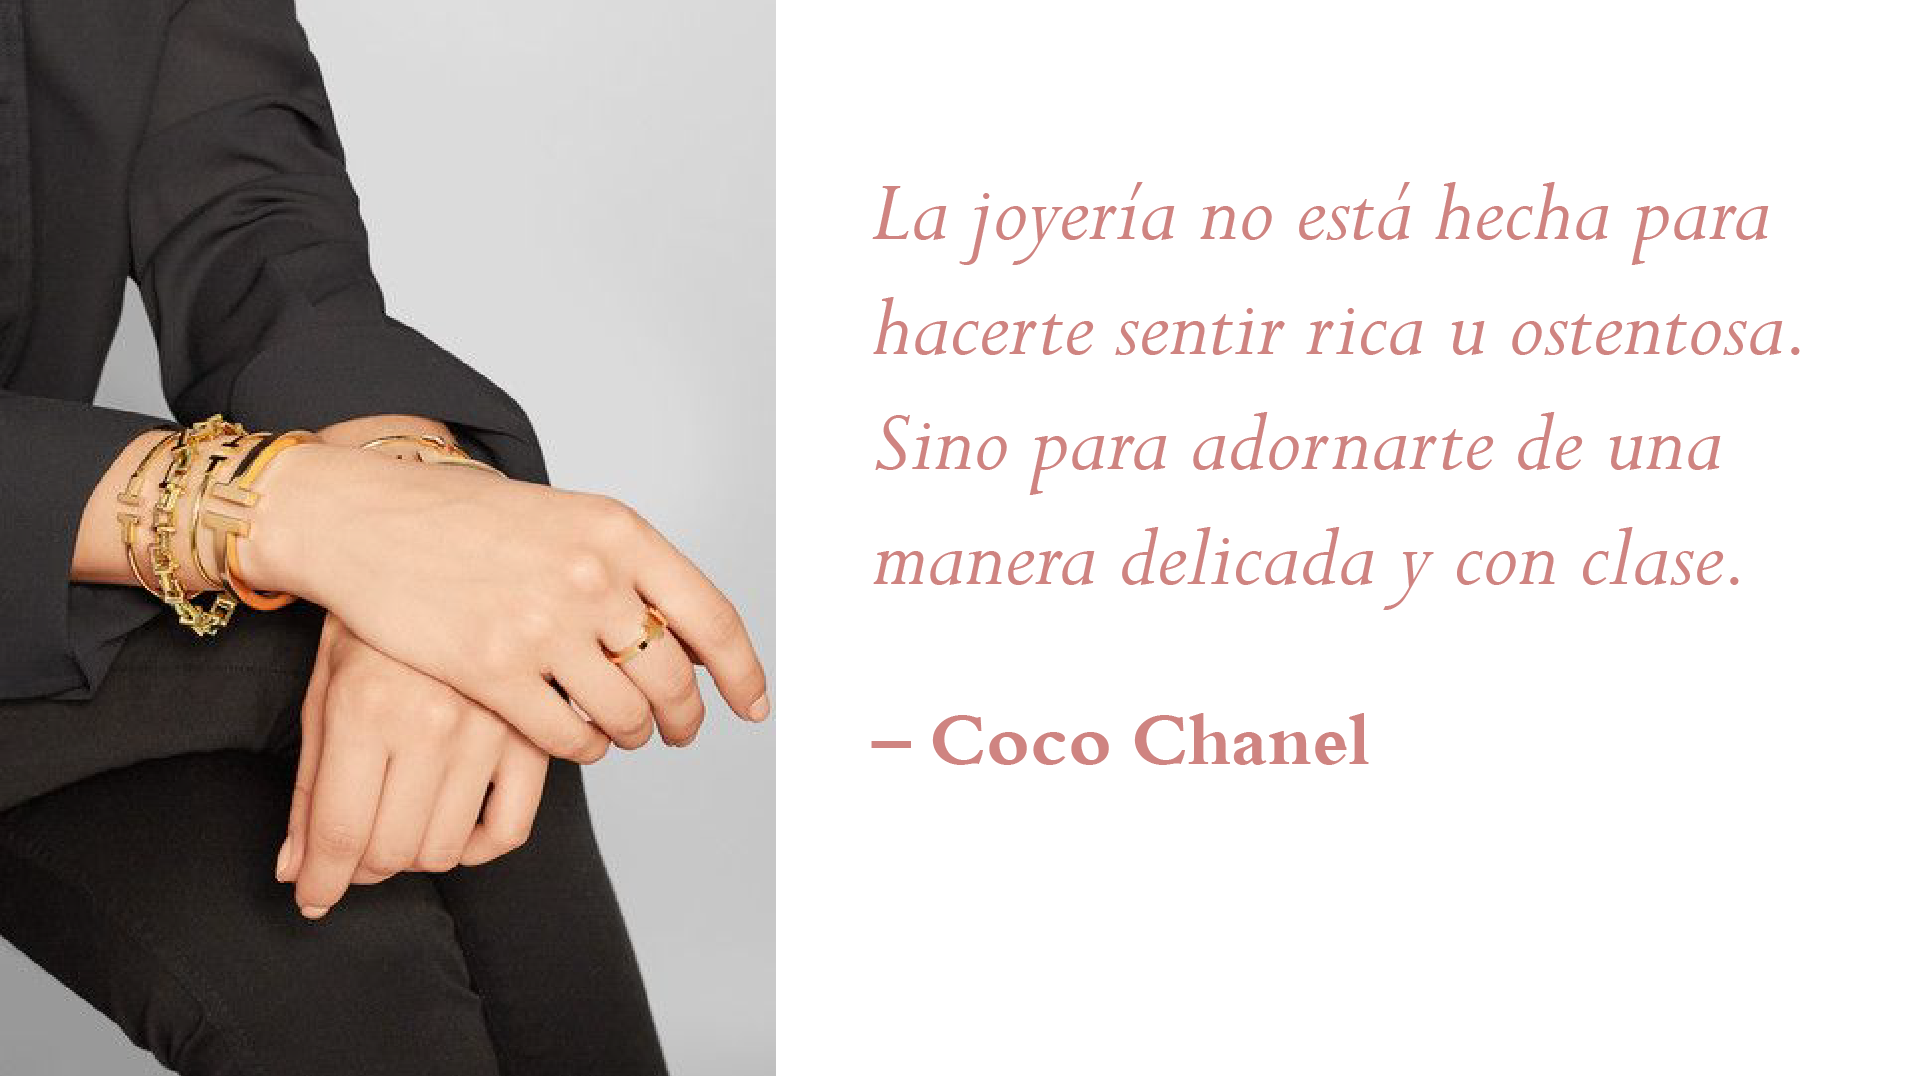 La joyería no está hecha para
hacerte sentir rica u ostentosa.
Sino para adornarte de una
manera delicada y con clase.
– Coco Chanel